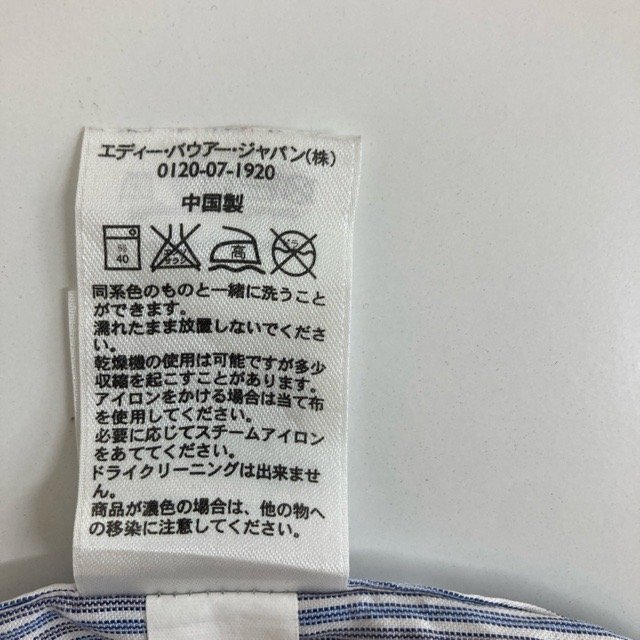 エディー・バウアー・ジャパン(株)
0120-07-1920
中国製
40
高
同系色のものと一緒に洗うこと
ができます。
濡れたまま放置しないでくださ
い。
乾燥機の使用は可能ですが多少
収縮を起こすことがあります。
アイロンをかける場合は当て布
を使用してください。
必要に応じてスチームアイロン
をあててください。
ドライクリーニングは出来ませ
ん。
商品が濃色の場合は、他の物へ
の移染に注意してください。